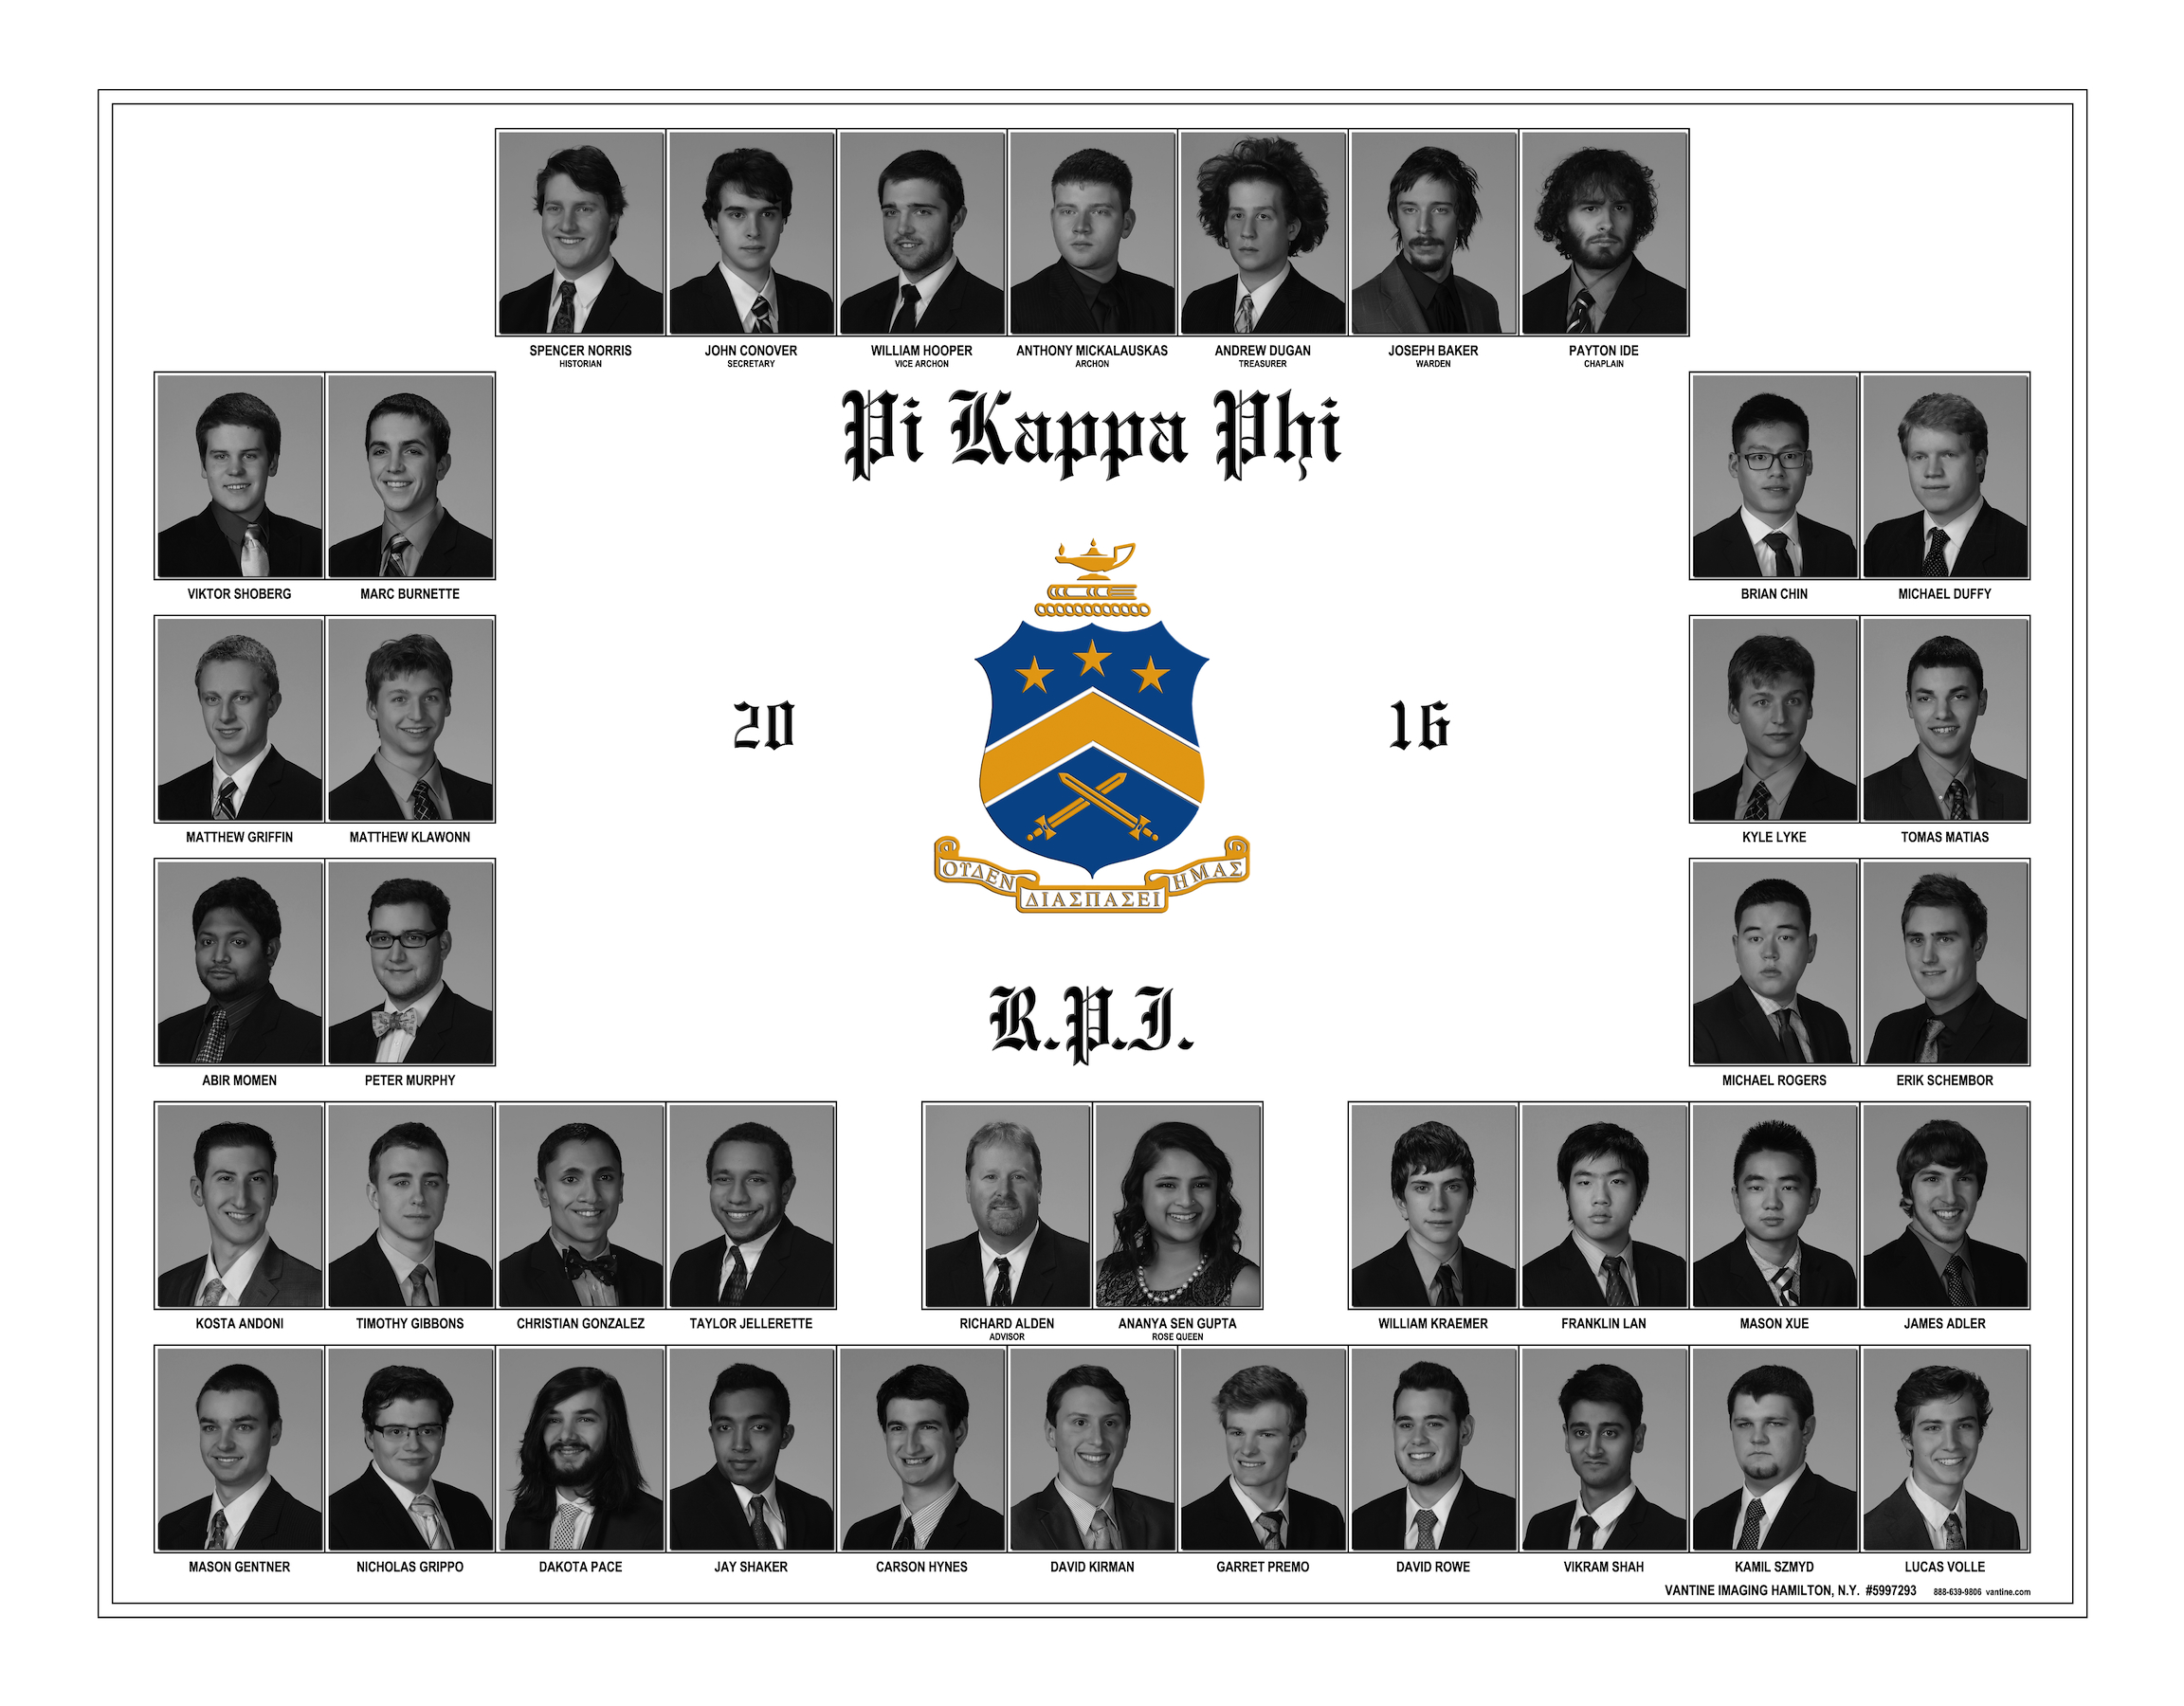 SPENCER NORRIS
HISTORIAN
JOHN CONOVER
SECRETARY
WILLIAM HOOPER
VICE ARCHON
ANTHONY MICKALAUSKAS
ARCHON
ANDREW DUGAN
TREASURER
JOSEPH BAKER
WARDEN
PAYTON IDE
CHAPLAIN
Pi Kappa Phi
VIKTOR SHOBERG
MARC BURNETTE
BRIAN CHIN
MICHAEL DUFFY
20
16
MATTHEW GRIFFIN
MATTHEW KLAWONN
KYLE LYKE
TOMAS MATIAS
ΟΥΔΕΝ
ΔΙΑΣΠΑΣΕΙ
ΗΜΑΣ
R.P.I.
ABIR MOMEN
PETER MURPHY
MICHAEL ROGERS
ERIK SCHEMBOR
KOSTA ANDONI
TIMOTHY GIBBONS
CHRISTIAN GONZALEZ
TAYLOR JELLERETTE
RICHARD ALDEN
ADVISOR
ANANYA SEN GUPTA
ROSE QUEEN
WILLIAM KRAEMER
FRANKLIN LAN
MASON XUE
JAMES ADLER
MASON GENTNER
NICHOLAS GRIPPO
DAKOTA PACE
JAY SHAKER
CARSON HYNES
DAVID KIRMAN
GARRET PREMO
DAVID ROWE
VIKRAM SHAH
KAMIL SZMYD
LUCAS VOLLE
VANTINE IMAGING HAMILTON, N.Y. #5997293 888-639-9806 vantine.com